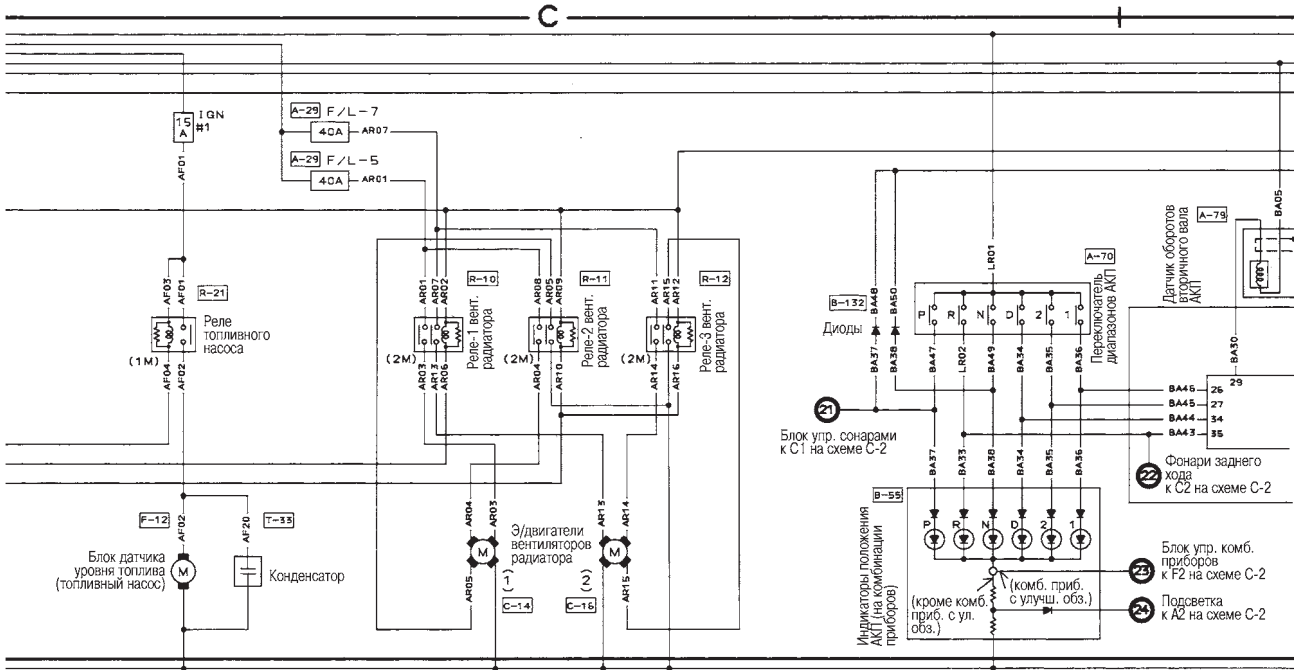 C
15 A
IGN #1
A-29 F/L-7
40A
AR07
A-29 F/L-5
40A
AR01
AF01
AF03
AF01
R-21
Реле топливного насоса
(1M)
AF04
AF02
AR01
AR07
AR02
R-10
Реле-1 вент. радиатора
(2M)
AR03
AR13
AR06
AR08
AR05
AR09
R-11
Реле-2 вент. радиатора
(2M)
AR04
AR10
AR11
AR15
AR12
R-12
Реле-3 вент. радиатора
(2M)
AR14
AR16
B-132
Диоды
BA48
BA50
BA37
BA38
LR01
A-70
Переключатель диапазонов АКП
P
R
N
D
2
1
BA47
LR02
BA49
BA34
BA35
BA36
Датчик оборотов вторичного вала АКП
A-79
BA05
BA30
29
BA46
26
BA45
27
BA44
34
BA43
35
21
Блок упр. сонарами
к C1 на схеме C-2
22
Фонари заднего
хода
к C2 на схеме C-2
BA37
BA33
BA38
BA34
BA35
BA36
B-55
P
R
N
D
2
1
Индикаторы положения
АКП (на комбинации
приборов)
(кроме комб.
приб. с ул.
обз.)
(комб. приб.
с улучш. обз.)
23
Блок упр. комб.
приборов
к F2 на схеме C-2
24
Подсветка
к A2 на схеме C-2
F-12
AF02
AF20
T-33
Блок датчика
уровня топлива
(топливный насос)
M
Конденсатор
AR04
AR03
M
AR05
(1)
C-14
Э/двигатели
вентиляторов
радиатора
AR13
AR14
M
AR15
(2)
C-16